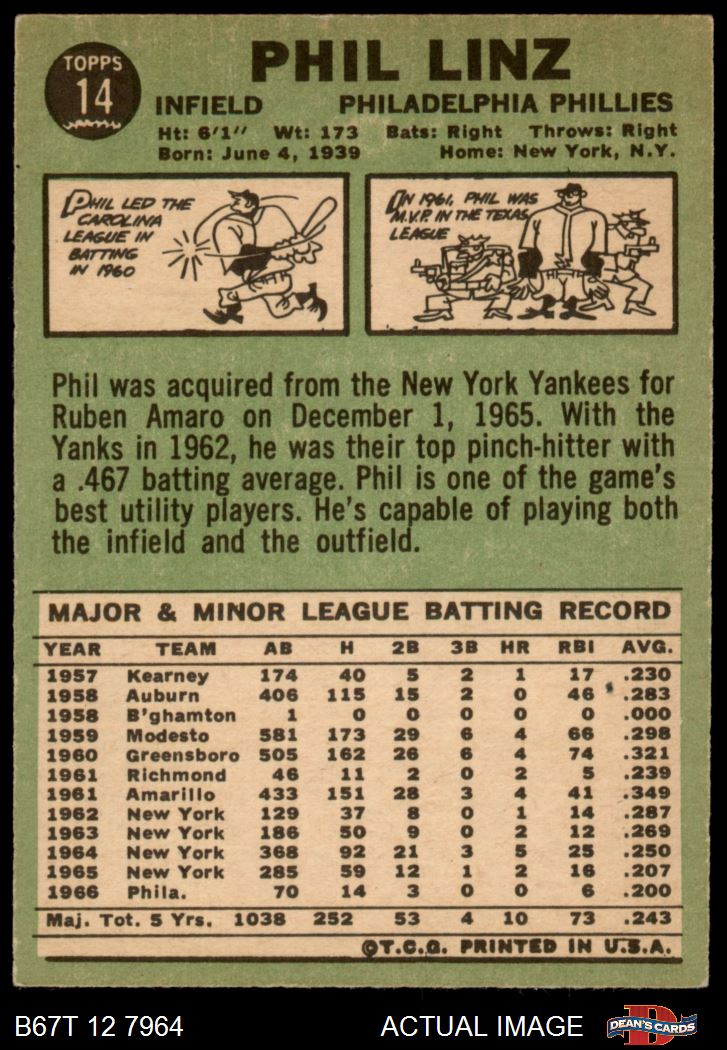 TOPPS
14
PHIL LINZ
INFIELD PHILADELPHIA PHILLIES
Ht: 6'1" Wt: 173 Bats: Right Throws: Right
Born: June 4, 1939 Home: New York, N.Y.
PHIL LED THE
CAROLINA
LEAGUE IN
BATTING
IN 1960
IN 1961, PHIL WAS
M.V.P. IN THE TEXAS
LEAGUE
Phil was acquired from the New York Yankees for
Ruben Amaro on December 1, 1965. With the
Yanks in 1962, he was their top pinch-hitter with
a .467 batting average. Phil is one of the game's
best utility players. He's capable of playing both
the infield and the outfield.
MAJOR & MINOR LEAGUE BATTING RECORD
YEAR TEAM AB H 2B 3B HR RBI AVG.
1957 Kearney 174 40 5 2 1 17 .230
1958 Auburn 406 115 15 2 0 46 .283
1958 B'ghamton 1 0 0 0 0 0 .000
1959 Modesto 581 173 29 6 4 66 .298
1960 Greensboro 505 162 26 6 4 74 .321
1961 Richmond 46 11 2 0 2 5 .239
1961 Amarillo 433 151 28 3 4 41 .349
1962 New York 129 37 8 0 1 14 .287
1963 New York 186 50 9 0 2 12 .269
1964 New York 368 92 21 3 5 25 .250
1965 New York 285 59 12 1 2 16 .207
1966 Phila. 70 14 3 0 0 6 .200
Maj. Tot. 5 Yrs. 1038 252 53 4 10 73 .243
©T.C.G. PRINTED IN U.S.A.
B67T 12 7964 ACTUAL IMAGE
D
DEAN'S CARDS